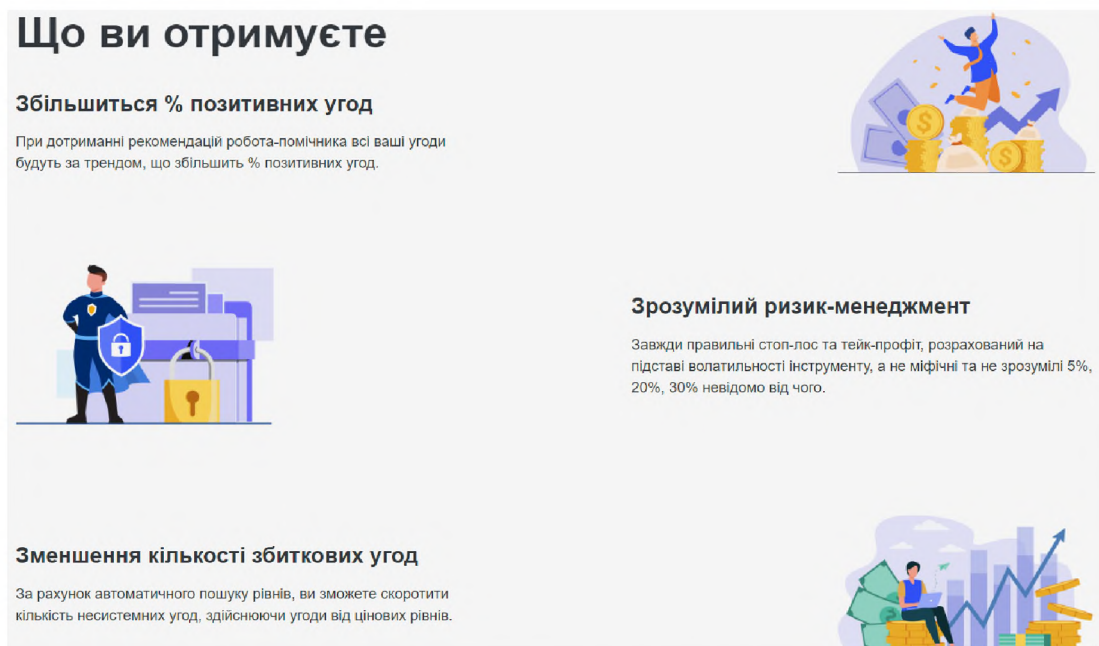 Що ви отримуєте
Збільшиться % позитивних угод
При дотриманні рекомендацій робота-помічника всі ваші угоди
будуть за трендом, що збільшить % позитивних угод.
Зрозумілий ризик-менеджмент
Завжди правильні стоп-лос та тейк-профіт, розрахований на
підставі волатильності інструменту, а не міфічні та не зрозумілі 5%,
20%, 30% невідомо від чого.
Зменшення кількості збиткових угод
За рахунок автоматичного пошуку рівнів, ви зможете скоротити
кількість несистемних угод, здійснюючи угоди від цінових рівнів.